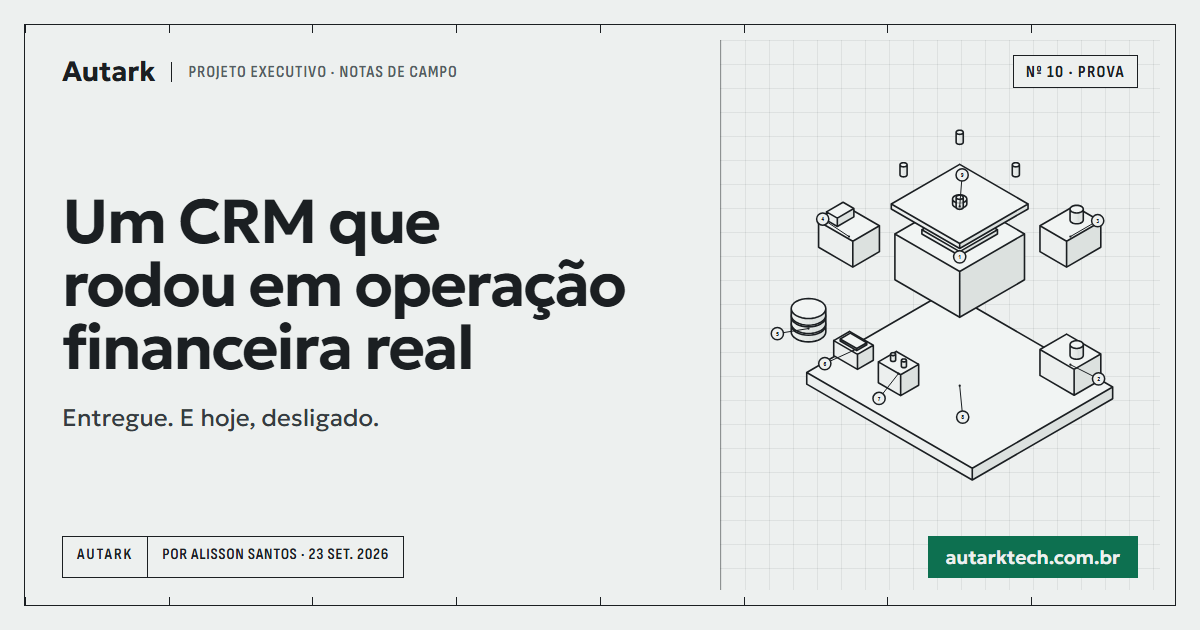 Autark
PROJETO EXECUTIVO · NOTAS DE CAMPO
Nº 10 · PROVA
Um CRM que
rodou em operação
financeira real
Entregue. E hoje, desligado.
AUTARK
POR ALISSON SANTOS · 23 SET. 2026
autarktech.com.br